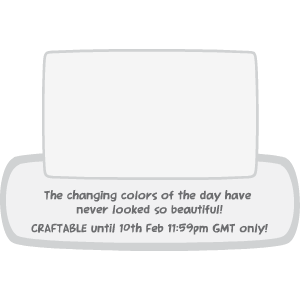 The changing colors of the day have
never looked so beautiful!
CRAFTABLE until 10th Feb 11:59pm GMT only!